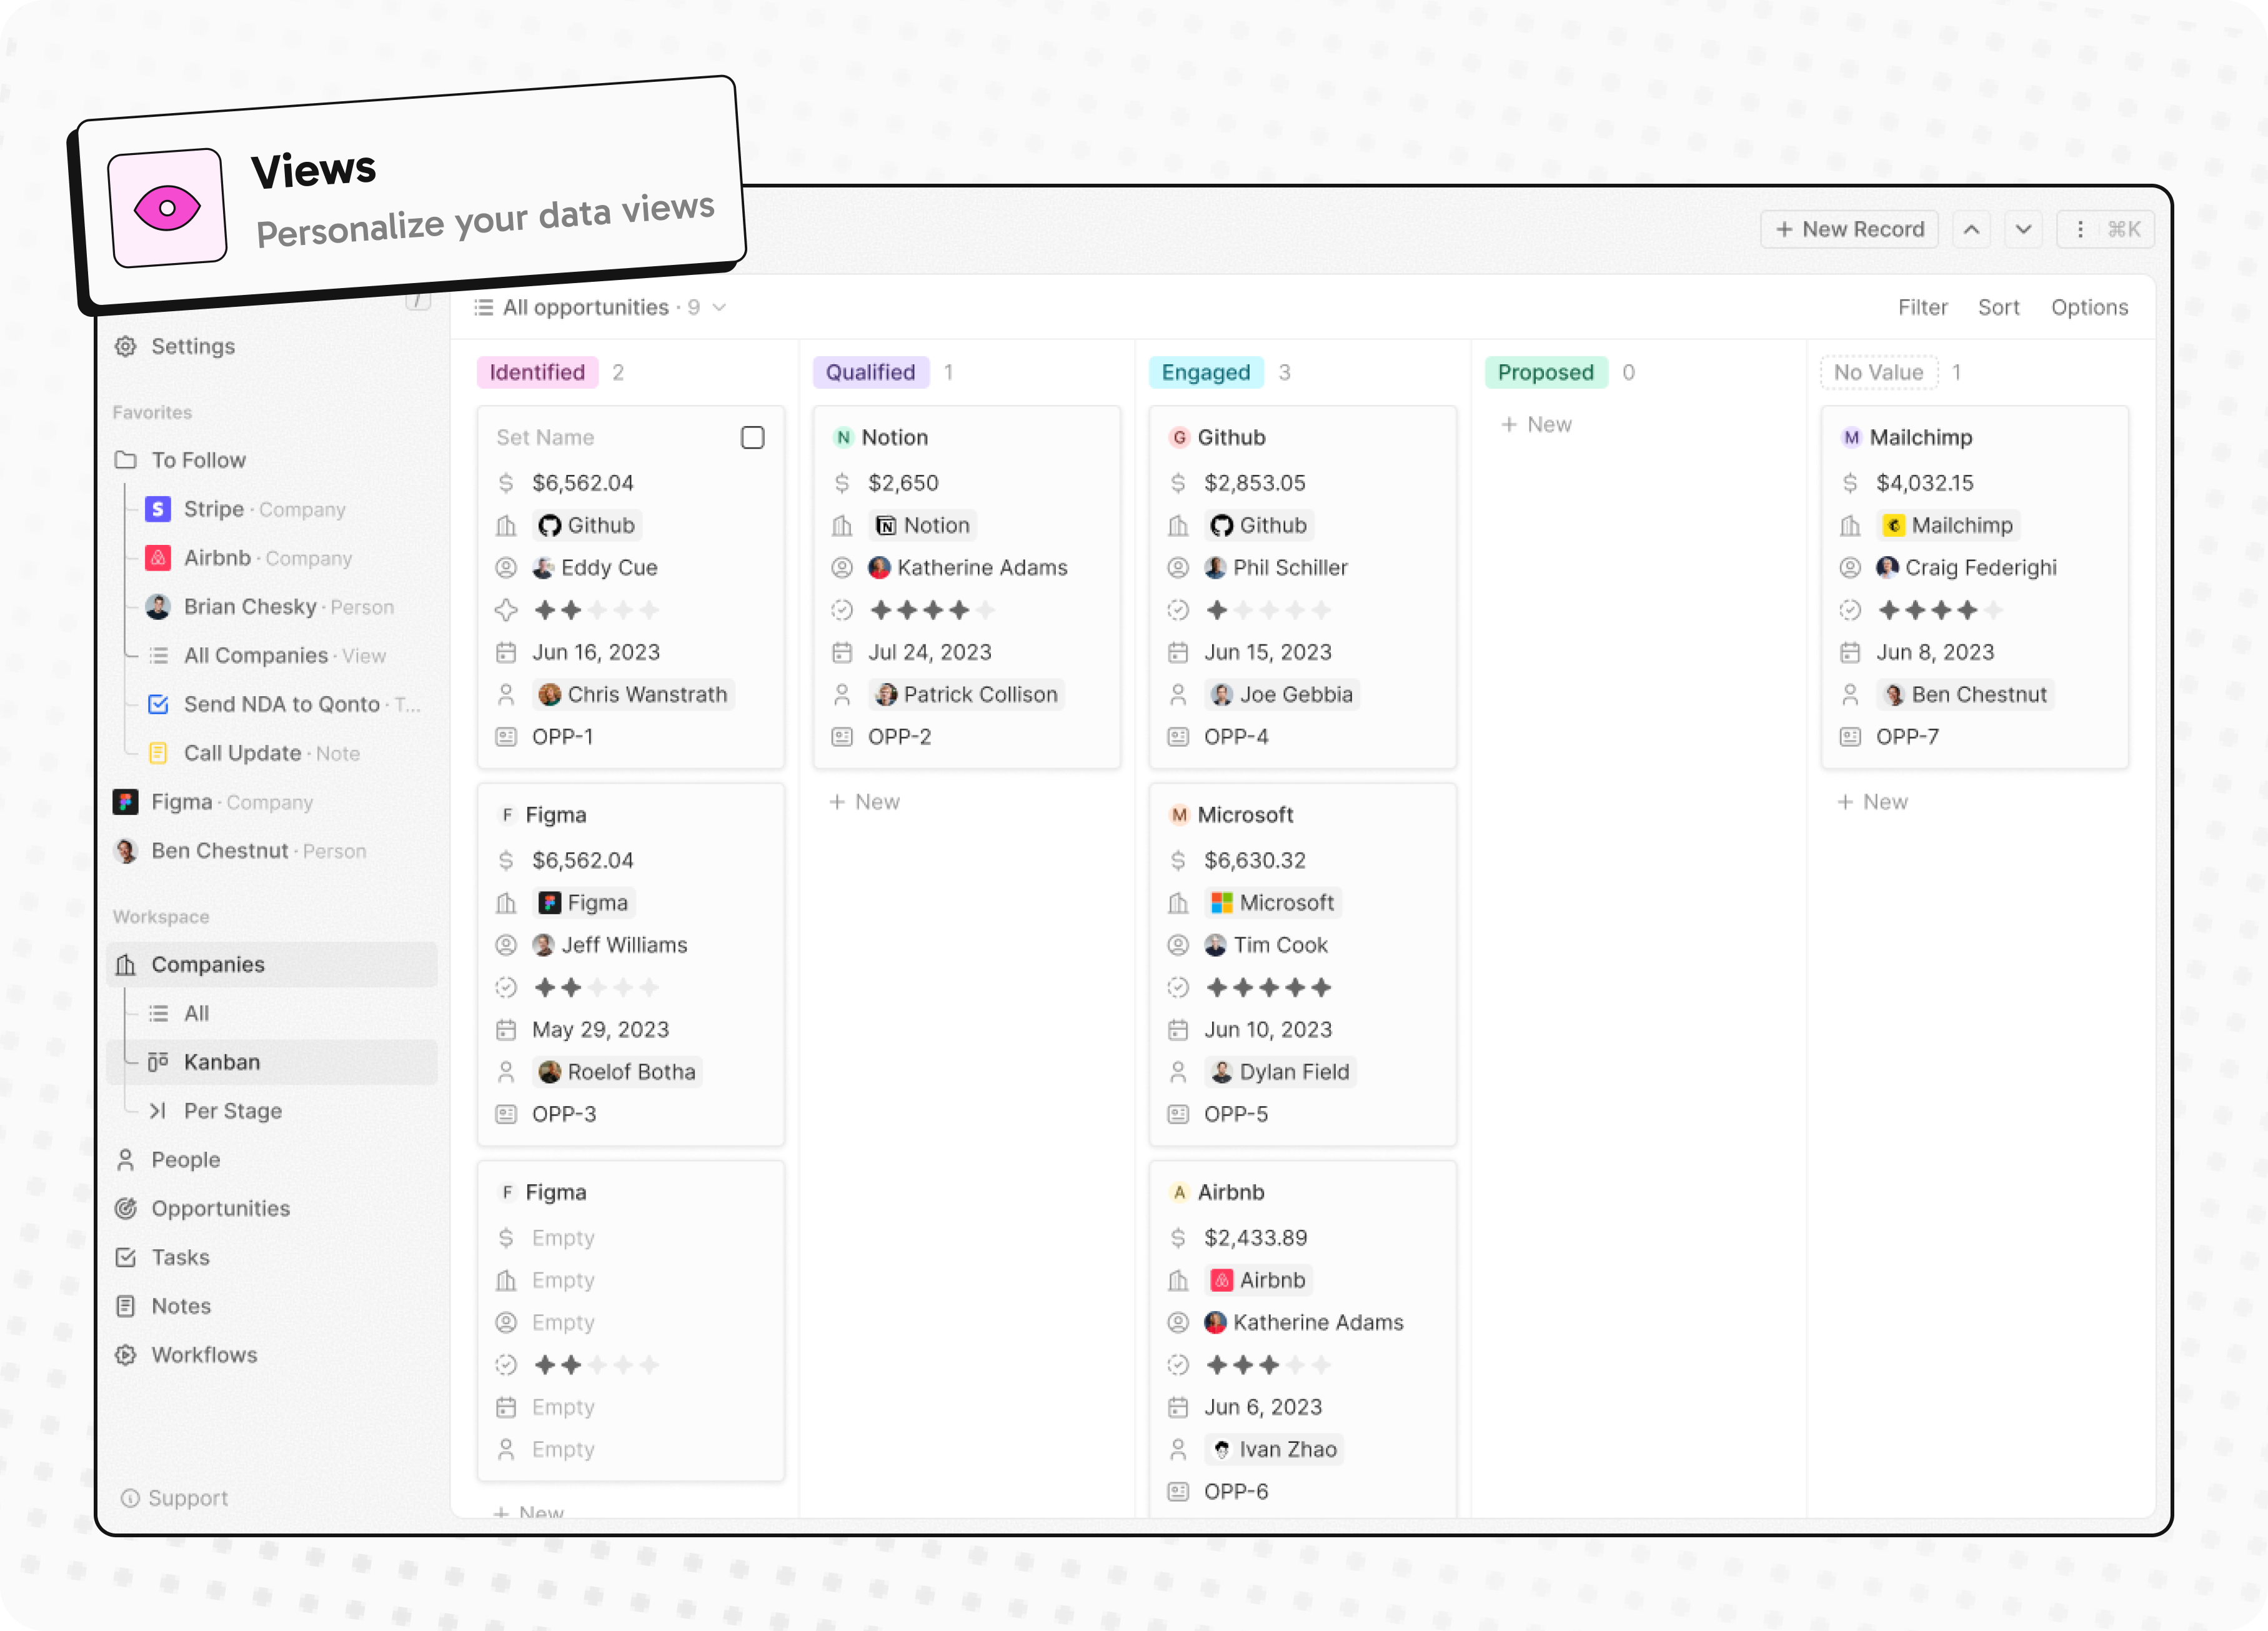 Views
Personalize your data views
+ New Record
⌘K
/
All opportunities · 9
Filter
Sort
Options
Settings
Favorites
To Follow
Stripe · Company
Airbnb · Company
Brian Chesky · Person
All Companies · View
Send NDA to Qonto · T...
Call Update · Note
Figma · Company
Ben Chestnut · Person
Workspace
Companies
All
Kanban
Per Stage
People
Opportunities
Tasks
Notes
Workflows
Support
Identified 2
Set Name
$6,562.04
Github
Eddy Cue
Jun 16, 2023
Chris Wanstrath
OPP-1
F Figma
$6,562.04
Figma
Jeff Williams
May 29, 2023
Roelof Botha
OPP-3
F Figma
Empty
Empty
Empty
Empty
Empty
+ New
Qualified 1
N Notion
$2,650
Notion
Katherine Adams
Jul 24, 2023
Patrick Collison
OPP-2
+ New
Engaged 3
G Github
$2,853.05
Github
Phil Schiller
Jun 15, 2023
Joe Gebbia
OPP-4
M Microsoft
$6,630.32
Microsoft
Tim Cook
Jun 10, 2023
Dylan Field
OPP-5
A Airbnb
$2,433.89
Airbnb
Katherine Adams
Jun 6, 2023
Ivan Zhao
OPP-6
Proposed 0
+ New
No Value 1
M Mailchimp
$4,032.15
Mailchimp
Craig Federighi
Jun 8, 2023
Ben Chestnut
OPP-7
+ New